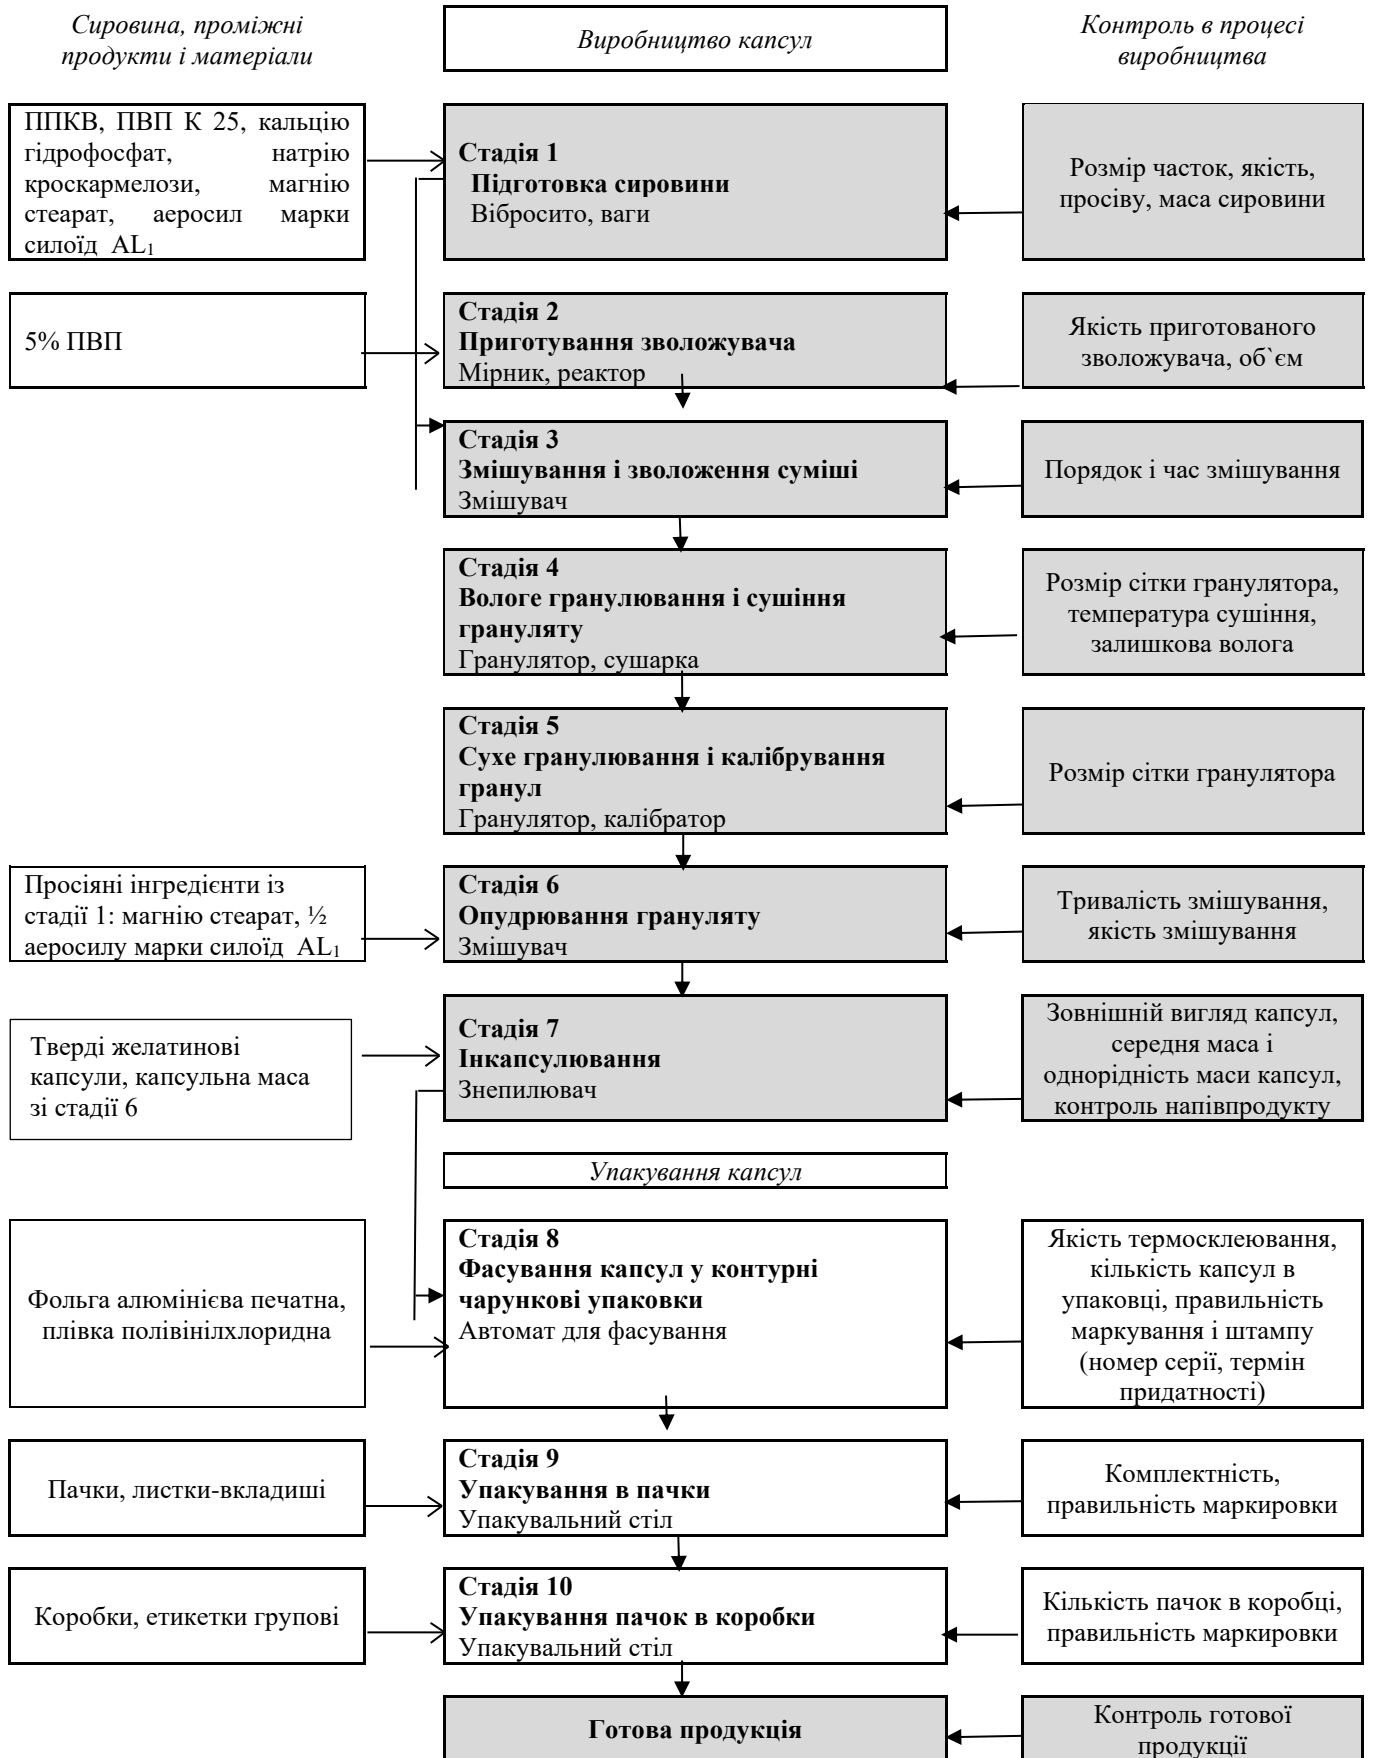 Сировина, проміжні
продукти і матеріали
Виробництво капсул
Контроль в процесі
виробництва
ППКВ, ПВП К 25, кальцію
гідрофосфат, натрію
кроскармелози, магнію
стеарат, аеросил марки
силоїд AL1
Стадія 1
Підготовка сировини
Вібросито, ваги
Розмір часток, якість,
просіву, маса сировини
5% ПВП
Стадія 2
Приготування зволожувача
Мірник, реактор
Якість приготованого
зволожувача, об`єм
Стадія 3
Змішування і зволоження суміші
Змішувач
Порядок і час змішування
Стадія 4
Вологе гранулювання і сушіння
грануляту
Гранулятор, сушарка
Розмір сітки гранулятора,
температура сушіння,
залишкова волога
Стадія 5
Сухе гранулювання і калібрування
гранул
Гранулятор, калібратор
Розмір сітки гранулятора
Просіяні інгредієнти із
стадії 1: магнію стеарат, ½
аеросилу марки силоїд AL1
Стадія 6
Опудрювання грануляту
Змішувач
Тривалість змішування,
якість змішування
Тверді желатинові
капсули, капсульна маса
зі стадії 6
Стадія 7
Інкапсулювання
Знепилювач
Зовнішній вигляд капсул,
середня маса і
однорідність маси капсул,
контроль напівпродукту
Упакування капсул
Фольга алюмінієва печатна,
плівка полівінілхлоридна
Стадія 8
Фасування капсул у контурні
чарункові упаковки
Автомат для фасування
Якість термосклеювання,
кількість капсул в
упаковці, правильність
маркування і штампу
(номер серії, термін
придатності)
Пачки, листки-вкладиші
Стадія 9
Упакування в пачки
Упакувальний стіл
Комплектність,
правильність маркировки
Коробки, етикетки групові
Стадія 10
Упакування пачок в коробки
Упакувальний стіл
Кількість пачок в коробці,
правильність маркировки
Готова продукція
Контроль готової
продукції